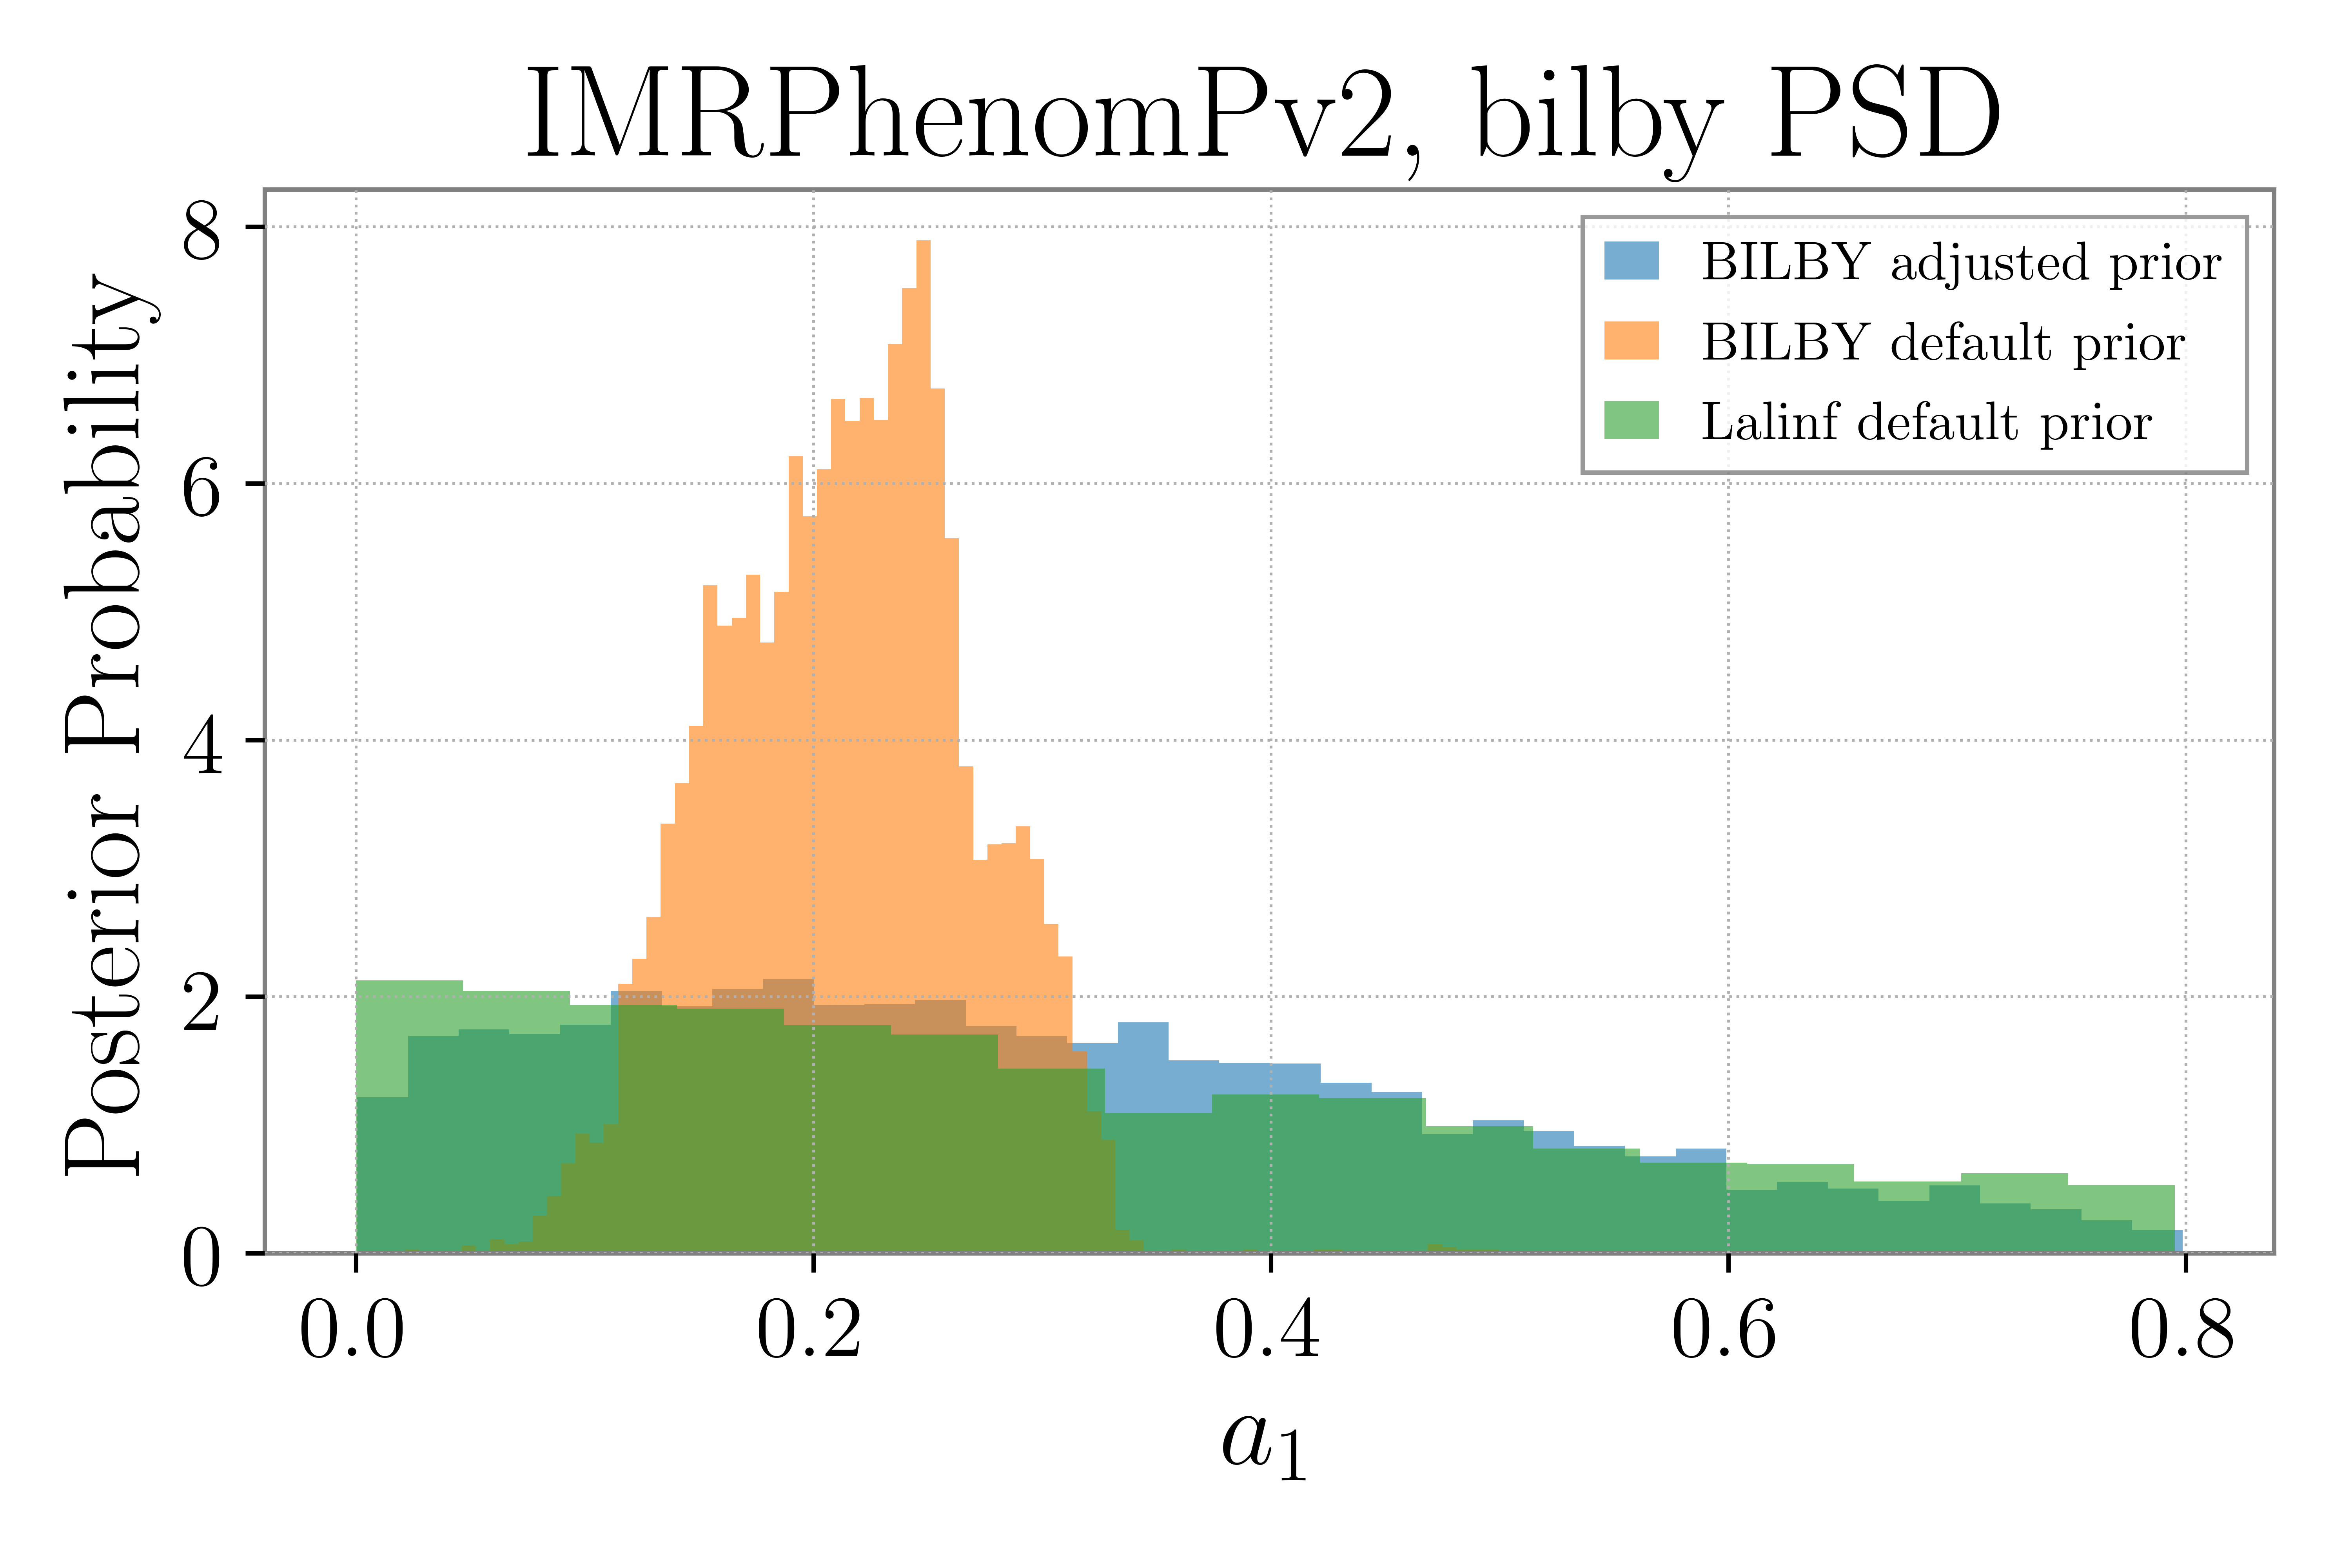 IMRPhenomPv2, bilby PSD
BILBY adjusted prior
BILBY default prior
Lalinf default prior
Posterior Probability
8
6
4
2
0
0.0
0.2
0.4
0.6
0.8
a₁